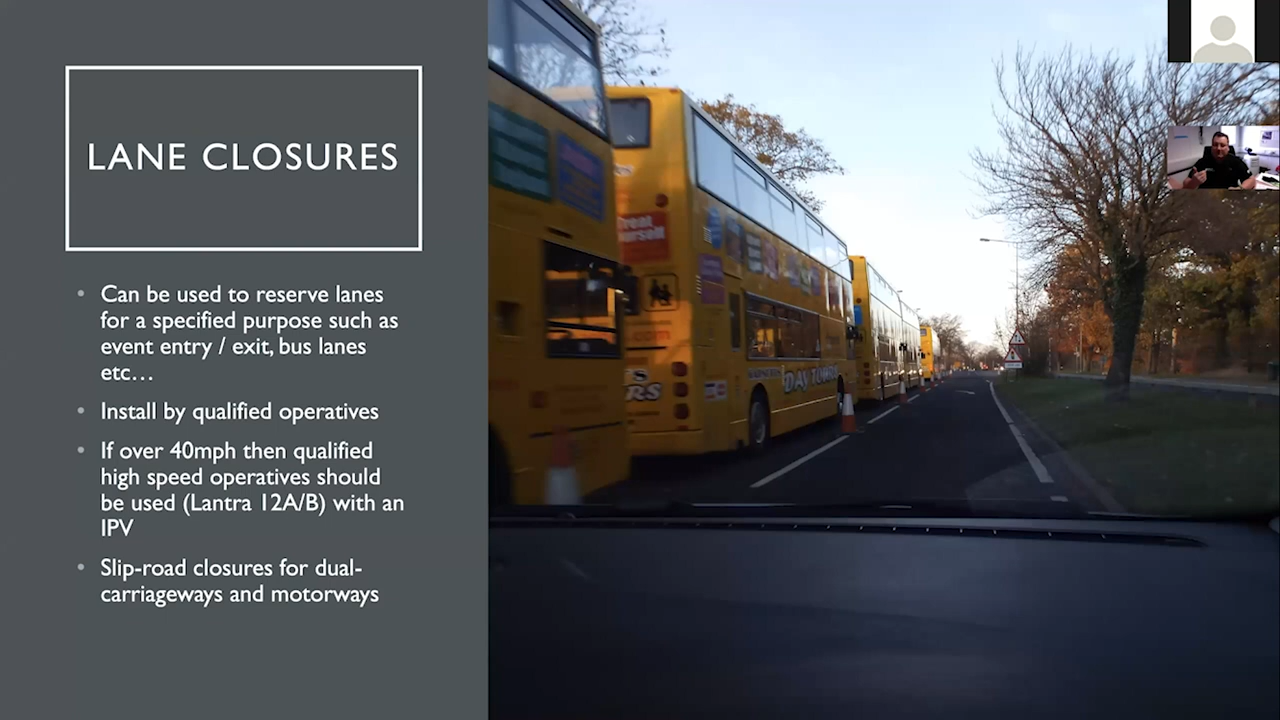 LANE CLOSURES
• Can be used to reserve lanes
for a specified purpose such as
event entry / exit, bus lanes
etc…
• Install by qualified operatives
• If over 40mph then qualified
high speed operatives should
be used (Lantra 12A/B) with an
IPV
• Slip-road closures for dual-
carriageways and motorways
DAY TOURS